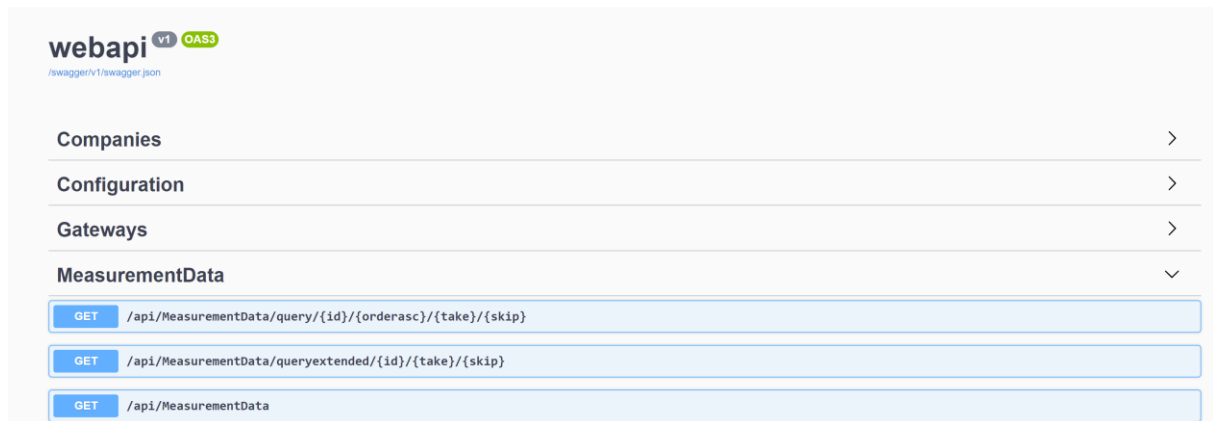 webapi v1 OAS3
/swagger/v1/swagger.json
Companies
Configuration
Gateways
MeasurementData
GET /api/MeasurementData/query/{id}/{orderasc}/{take}/{skip}
GET /api/MeasurementData/queryextended/{id}/{take}/{skip}
GET /api/MeasurementData